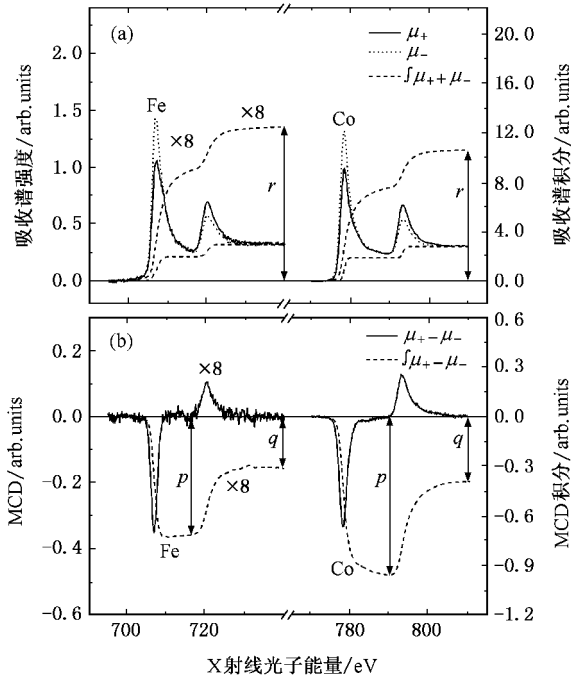 (a)
μ₊
μ₋
∫μ₊+μ₋
Fe
×8
×8
Co
r
r
2.0
1.5
1.0
0.5
0.0
吸收谱强度/arb.units
20.0
16.0
12.0
8.0
4.0
0.0
吸收谱积分/arb.units
(b)
μ₊−μ₋
∫μ₊−μ₋
×8
p
q
×8
Fe
p
q
Co
0.2
0.0
−0.2
−0.4
−0.6
MCD/arb.units
0.6
0.3
0.0
−0.3
−0.6
−0.9
−1.2
MCD积分/arb.units
700
720
780
800
X射线光子能量/eV